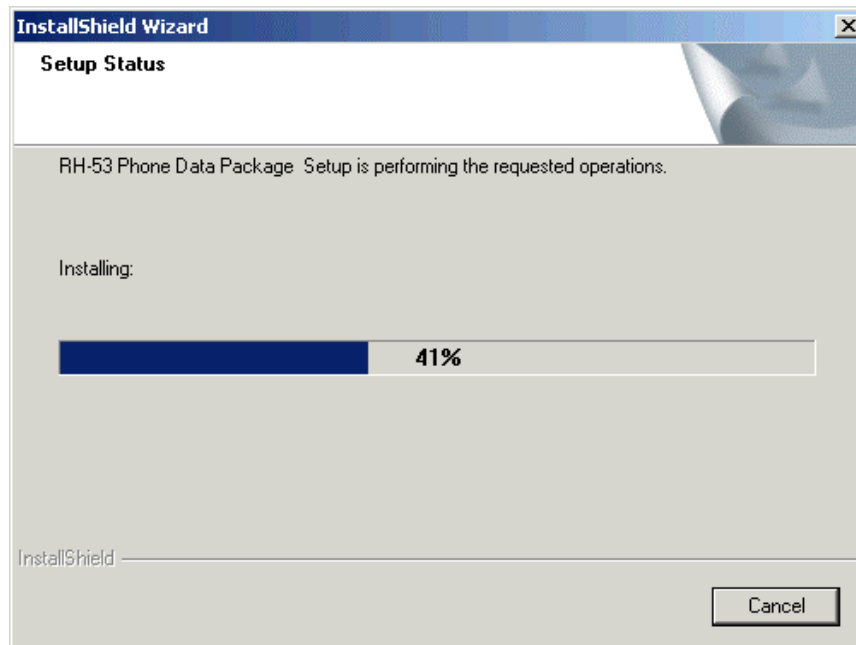 InstallShield Wizard
Setup Status
RH-53 Phone Data Package  Setup is performing the requested operations.
Installing:
41%
InstallShield
Cancel